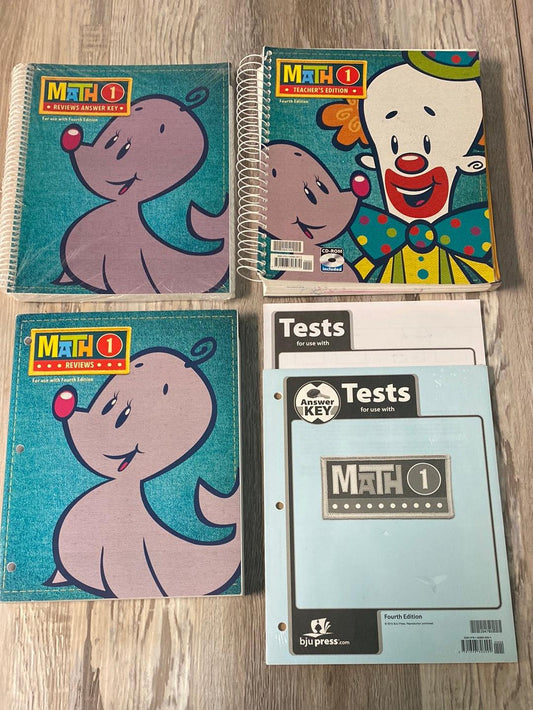 MATH 1
REVIEWS ANSWER KEY
For use with Fourth Edition
MATH 1
TEACHER'S EDITION
Fourth Edition
CD-ROM
included
MATH 1
REVIEWS
For use with Fourth Edition
Tests
for use with
Answer
KEY
Tests
for use with
MATH 1
bju press.com
Fourth Edition